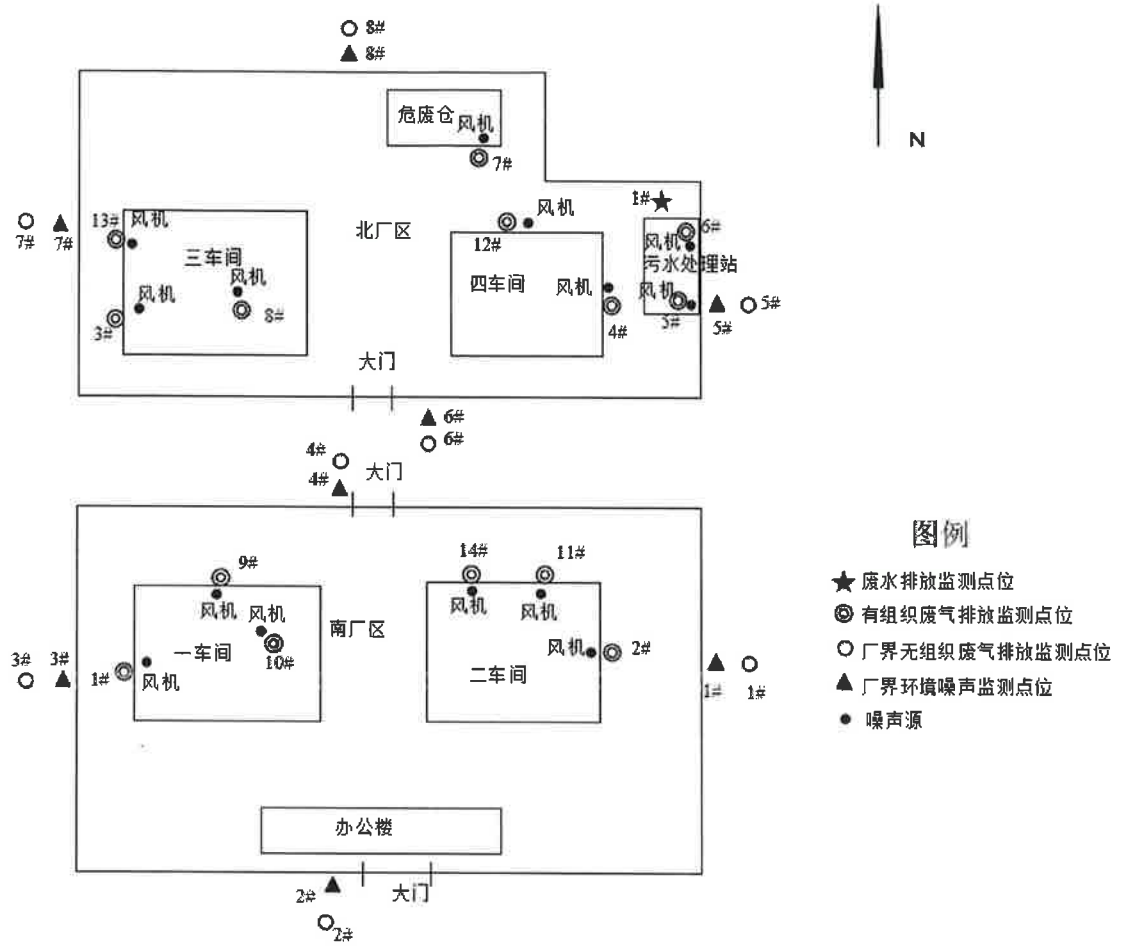 8#
8#
N
危废仓
风机
7#
1#
13#
风机
三车间
风机
风机
3#
8#
7#
7#
北厂区
风机
12#
四车间
风机
4#
6#
风机
污水处理站
风机
5#
5#
5#
大门
6#
6#
4#
4#
大门
9#
风机
风机
10#
一车间
1#
风机
3#
3#
南厂区
14#
11#
风机
风机
风机
2#
二车间
1#
1#
办公楼
大门
2#
2#
图例
废水排放监测点位
有组织废气排放监测点位
厂界无组织废气排放监测点位
厂界环境噪声监测点位
噪声源